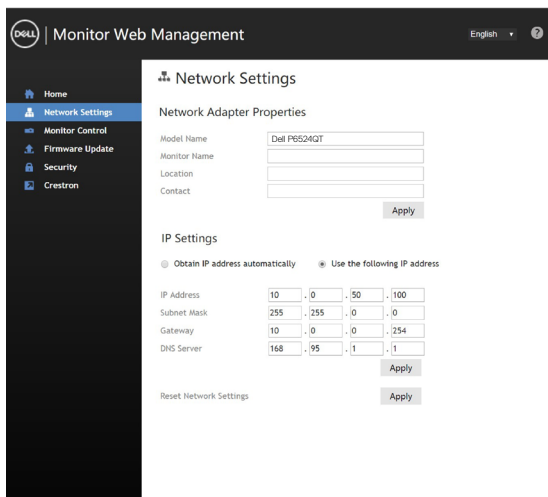 DELL | Monitor Web Management
English ?
Network Settings
Home
Network Settings
Network Adapter Properties
Monitor Control
Model Name Dell P6524QT
Firmware Update
Monitor Name
Security
Location
Crestron
Contact
Apply
IP Settings
Obtain IP address automatically Use the following IP address
IP Address 10 . 0 . 50 . 100
Subnet Mask 255 . 255 . 0 . 0
Gateway 10 . 0 . 0 . 254
DNS Server 168 . 95 . 1 . 1
Apply
Reset Network Settings Apply